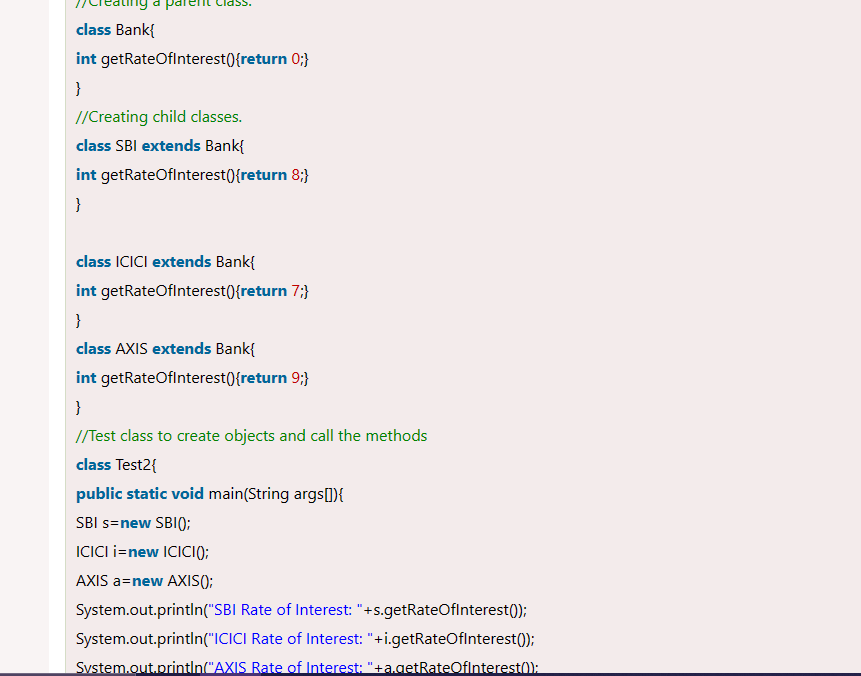 //Creating a parent class.
class Bank{
int getRateOfInterest(){return 0;}
}
//Creating child classes.
class SBI extends Bank{
int getRateOfInterest(){return 8;}
}
class ICICI extends Bank{
int getRateOfInterest(){return 7;}
}
class AXIS extends Bank{
int getRateOfInterest(){return 9;}
}
//Test class to create objects and call the methods
class Test2{
public static void main(String args[]){
SBI s=new SBI();
ICICI i=new ICICI();
AXIS a=new AXIS();
System.out.println("SBI Rate of Interest: "+s.getRateOfInterest());
System.out.println("ICICI Rate of Interest: "+i.getRateOfInterest());
System.out.println("AXIS Rate of Interest: "+a.getRateOfInterest());